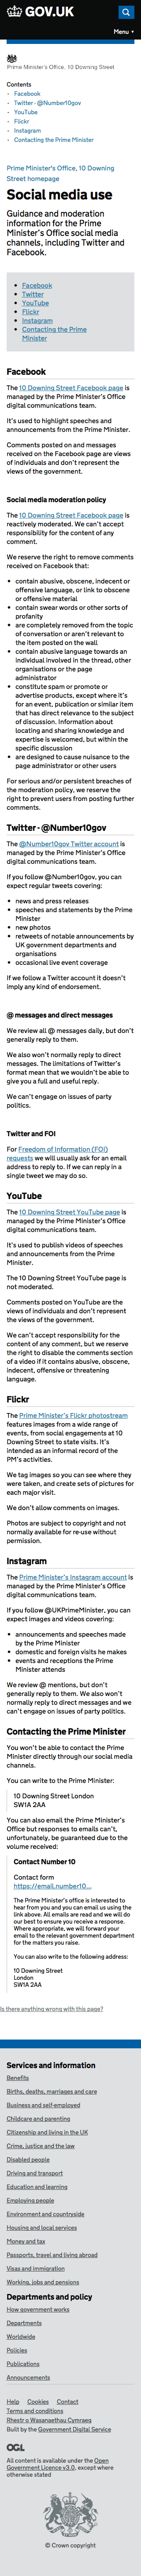 GOV.UK
Menu
Prime Minister's Office, 10 Downing Street
Contents
Facebook
Twitter - @Number10gov
YouTube
Flickr
Instagram
Contacting the Prime Minister
Prime Minister's Office, 10 Downing
Street homepage
Social media use
Guidance and moderation
information for the Prime
Minister's Office social media
channels, including Twitter and
Facebook.
Facebook
Twitter
YouTube
Flickr
Instagram
Contacting the Prime
Minister
Facebook
The 10 Downing Street Facebook page is
managed by the Prime Minister's Office
digital communications team.
It's used to highlight speeches and
announcements from the Prime Minister.
Comments posted on and messages
received on the Facebook page are views
of individuals and don't represent the
views of the government.
Social media moderation policy
The 10 Downing Street Facebook page is
reactively moderated. We can't accept
responsibility for the content of any
comment.
We reserve the right to remove comments
received on Facebook that:
contain abusive, obscene, indecent or
offensive language, or link to obscene
or offensive material
contain swear words or other sorts of
profanity
are completely removed from the topic
of conversation or aren't relevant to
the item posted on the wall
contain abusive language towards an
individual involved in the thread, other
organisations or the page
administrator
constitute spam or promote or
advertise products, except where it's
for an event, publication or similar item
that has direct relevance to the subject
of discussion. Information about
locating and sharing knowledge and
expertise is welcomed, but within that
specific discussion
are designed to cause nuisance to the
page administrator or other users
For serious and/or persistent breaches of
the moderation policy, we reserve the
right to prevent users from posting further
comments.
Twitter - @Number10gov
The @Number10gov Twitter account is
managed by the Prime Minister's Office
digital communications team.
If you follow @Number10gov, you can
expect regular tweets covering:
news and press releases
speeches and statements by the Prime
Minister
new photos
retweets of notable announcements by
UK government departments and
organisations
occasional live event coverage
If we follow a Twitter account it doesn't
imply any kind of endorsement.
@ messages and direct messages
We review all @ messages daily, but don't
generally reply to them.
We also won't normally reply to direct
messages. The limitations of Twitter's
format mean that we wouldn't be able to
give you a full and useful reply.
We can't engage on issues of party
politics.
Twitter and FOI
For Freedom of Information (FOI)
requests we will usually ask for an email
address to reply to. If we can reply in a
single tweet we may do so.
YouTube
The 10 Downing Street YouTube page is
managed by the Prime Minister's Office
digital communications team.
It's used to publish videos of speeches
and announcements from the Prime
Minister.
The 10 Downing Street YouTube page is
not moderated.
Comments posted on YouTube are the
views of individuals and don't represent
the views of the government.
We can't accept responsibility for the
content of any comment, but we reserve
the right to disable the comments section
of a video if it contains abusive, obscene,
indecent, offensive or threatening
language.
Flickr
The Prime Minister's Flickr photostream
features images from a wide range of
events, from social engagements at 10
Downing Street to state visits. It's
intended as an informal record of the
PM's activities.
We tag images so you can see where they
were taken, and create sets of pictures for
each major visit.
We don't allow comments on images.
Photos are subject to copyright and not
normally available for re-use without
permission.
Instagram
The Prime Minister's Instagram account is
managed by the Prime Minister's Office
digital communications team.
If you follow @UKPrimeMinister, you can
expect images and videos covering:
announcements and speeches made
by the Prime Minister
domestic and foreign visits he makes
events and receptions the Prime
Minister attends
We review @ mentions, but don't
generally reply to them. We also won't
normally reply to direct messages and we
can't engage on issues of party politics.
Contacting the Prime Minister
You won't be able to contact the Prime
Minister directly through any social media
channels.
You can write to the Prime Minister:
10 Downing Street London
SW1A 2AA
You can also email the Prime Minister's
Office but responses to emails can't,
unfortunately, be guaranteed due to the
volume received:
Contact Number 10
Contact form
https://email.number10...
The Prime Minister's office is interested to
hear from you and you can email us using the
link above. All emails are read and we will do
our best to ensure you receive a response.
Where appropriate, we will forward your
email to the relevant government department
for the matters you raise.
You can also write to the following address:
10 Downing Street
London
SW1A 2AA
Is there anything wrong with this page?
Services and information
Benefits
Births, deaths, marriages and care
Business and self-employed
Childcare and parenting
Citizenship and living in the UK
Crime, justice and the law
Disabled people
Driving and transport
Education and learning
Employing people
Environment and countryside
Housing and local services
Money and tax
Passports, travel and living abroad
Visas and immigration
Working, jobs and pensions
Departments and policy
How government works
Departments
Worldwide
Policies
Publications
Announcements
Help Cookies Contact
Terms and conditions
Rhestr o Wasanaethau Cymraeg
Built by the Government Digital Service
OGL
All content is available under the Open
Government Licence v3.0, except where
otherwise stated
© Crown copyright